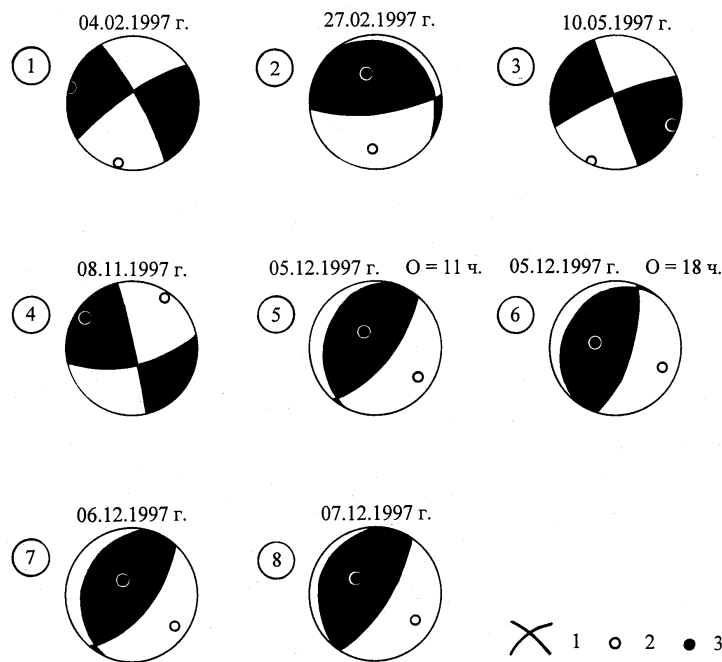 04.02.1997 г.
1
27.02.1997 г.
2
10.05.1997 г.
3
08.11.1997 г.
4
05.12.1997 г. О = 11 ч.
5
05.12.1997 г. О = 18 ч.
6
06.12.1997 г.
7
07.12.1997 г.
8
1 2 3